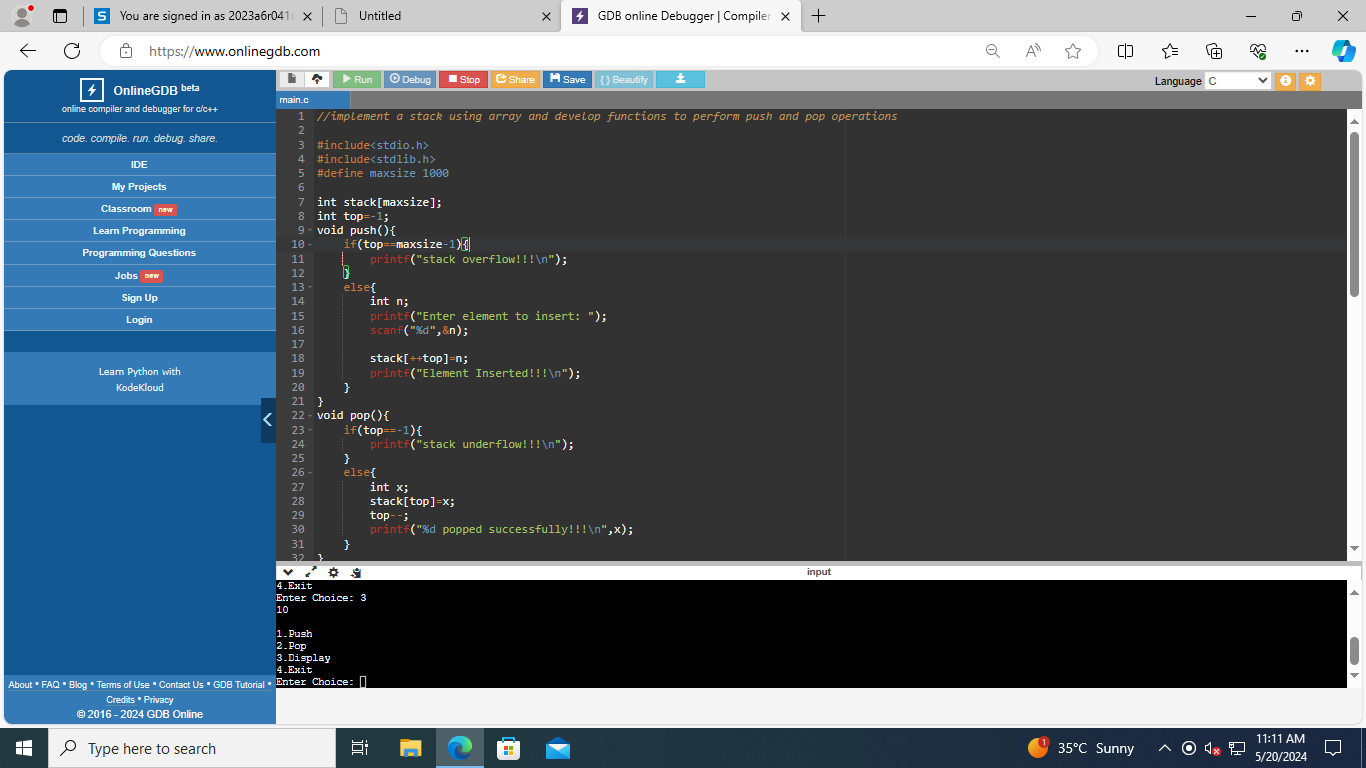 You are signed in as 2023a6r041
Untitled
GDB online Debugger | Compiler
https://www.onlinegdb.com
OnlineGDB beta
online compiler and debugger for c/c++
code. compile. run. debug. share.
IDE
My Projects
Classroom new
Learn Programming
Programming Questions
Jobs new
Sign Up
Login
Learn Python with
KodeKloud
About • FAQ • Blog • Terms of Use • Contact Us • GDB Tutorial •
Credits • Privacy
© 2016 - 2024 GDB Online
Run Debug Stop Share Save { } Beautify
Language C
main.c
1 //implement a stack using array and develop functions to perform push and pop operations
2
3 #include<stdio.h>
4 #include<stdlib.h>
5 #define maxsize 1000
6
7 int stack[maxsize];
8 int top=-1;
9 void push(){
10 if(top==maxsize-1){
11 printf("stack overflow!!!\n");
12 }
13 else{
14 int n;
15 printf("Enter element to insert: ");
16 scanf("%d",&n);
17
18 stack[++top]=n;
19 printf("Element Inserted!!!\n");
20 }
21 }
22 void pop(){
23 if(top==-1){
24 printf("stack underflow!!!\n");
25 }
26 else{
27 int x;
28 stack[top]=x;
29 top--;
30 printf("%d popped successfully!!!\n",x);
31 }
32 }
input
4.Exit
Enter Choice: 3
10
1.Push
2.Pop
3.Display
4.Exit
Enter Choice:
Type here to search
1
35°C Sunny
11:11 AM
5/20/2024